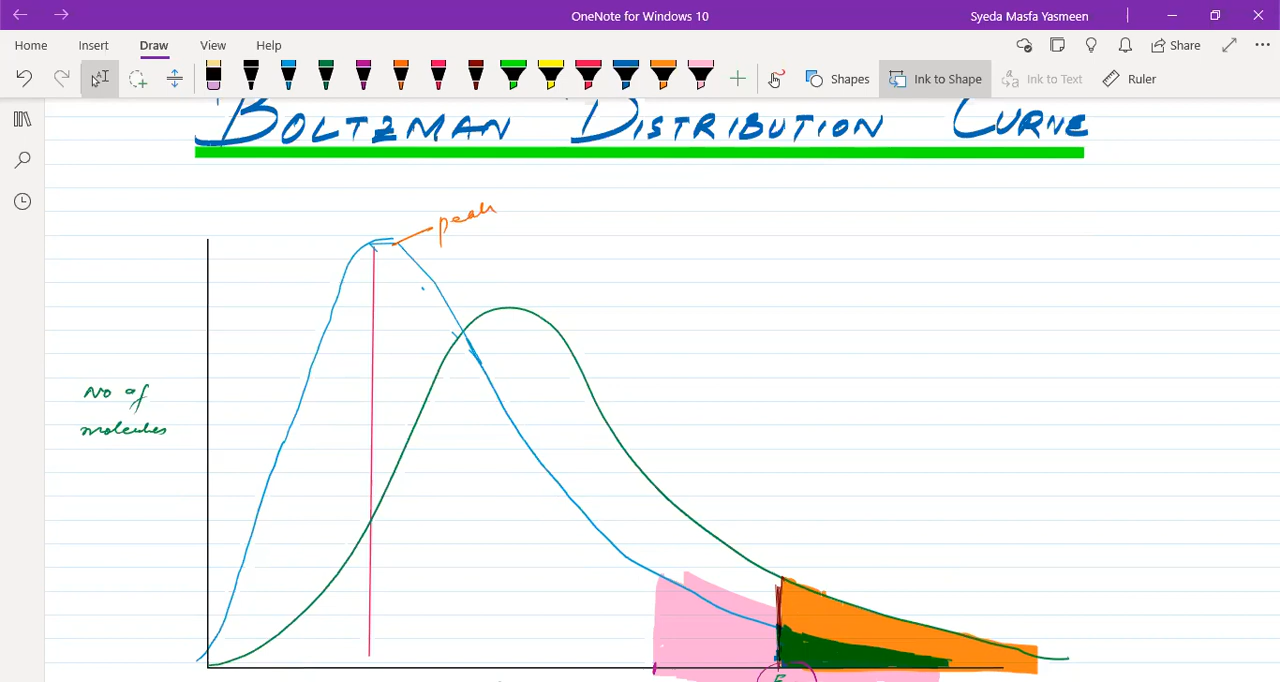 OneNote for Windows 10
Syeda Masfa Yasmeen
Home Insert Draw View Help
Share
Shapes
Ink to Shape
Ink to Text
Ruler
BOLTZMAN DISTRIBUTION CURVE
peak
No of
molecules
E